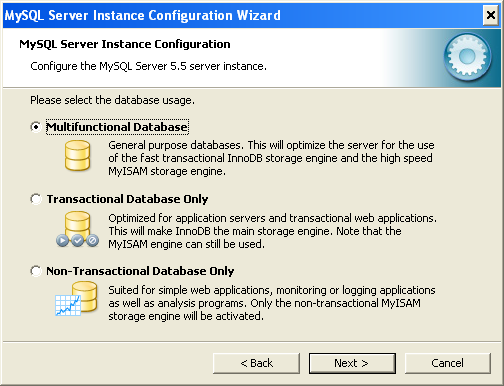 MySQL Server Instance Configuration Wizard
MySQL Server Instance Configuration
Configure the MySQL Server 5.5 server instance.
Please select the database usage.
Multifunctional Database
General purpose databases. This will optimize the server for the use
of the fast transactional InnoDB storage engine and the high speed
MyISAM storage engine.
Transactional Database Only
Optimized for application servers and transactional web applications.
This will make InnoDB the main storage engine. Note that the
MyISAM engine can still be used.
Non-Transactional Database Only
Suited for simple web applications, monitoring or logging applications
as well as analysis programs. Only the non-transactional MyISAM
storage engine will be activated.
< Back
Next >
Cancel